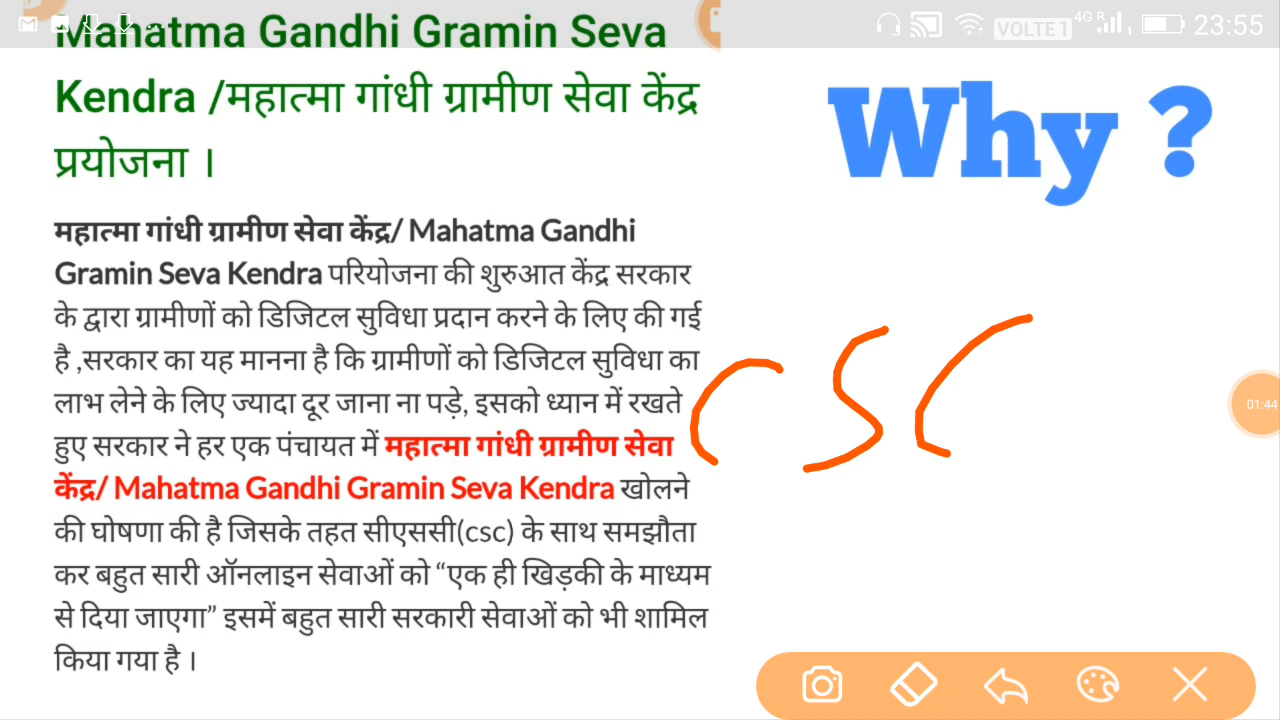 VOLTE 1
4G R
1
23:55
Mahatma Gandhi Gramin Seva
Kendra /महात्मा गांधी ग्रामीण सेवा केंद्र
प्रयोजना ।
Why ?
महात्मा गांधी ग्रामीण सेवा केंद्र/ Mahatma Gandhi
Gramin Seva Kendra परियोजना की शुरुआत केंद्र सरकार
के द्वारा ग्रामीणों को डिजिटल सुविधा प्रदान करने के लिए की गई
है ,सरकार का यह मानना है कि ग्रामीणों को डिजिटल सुविधा का
लाभ लेने के लिए ज्यादा दूर जाना ना पड़े, इसको ध्यान में रखते
हुए सरकार ने हर एक पंचायत में महात्मा गांधी ग्रामीण सेवा
केंद्र/ Mahatma Gandhi Gramin Seva Kendra खोलने
की घोषणा की है जिसके तहत सीएससी(csc) के साथ समझौता
कर बहुत सारी ऑनलाइन सेवाओं को “एक ही खिड़की के माध्यम
से दिया जाएगा” इसमें बहुत सारी सरकारी सेवाओं को भी शामिल
किया गया है ।
CSC
01:44